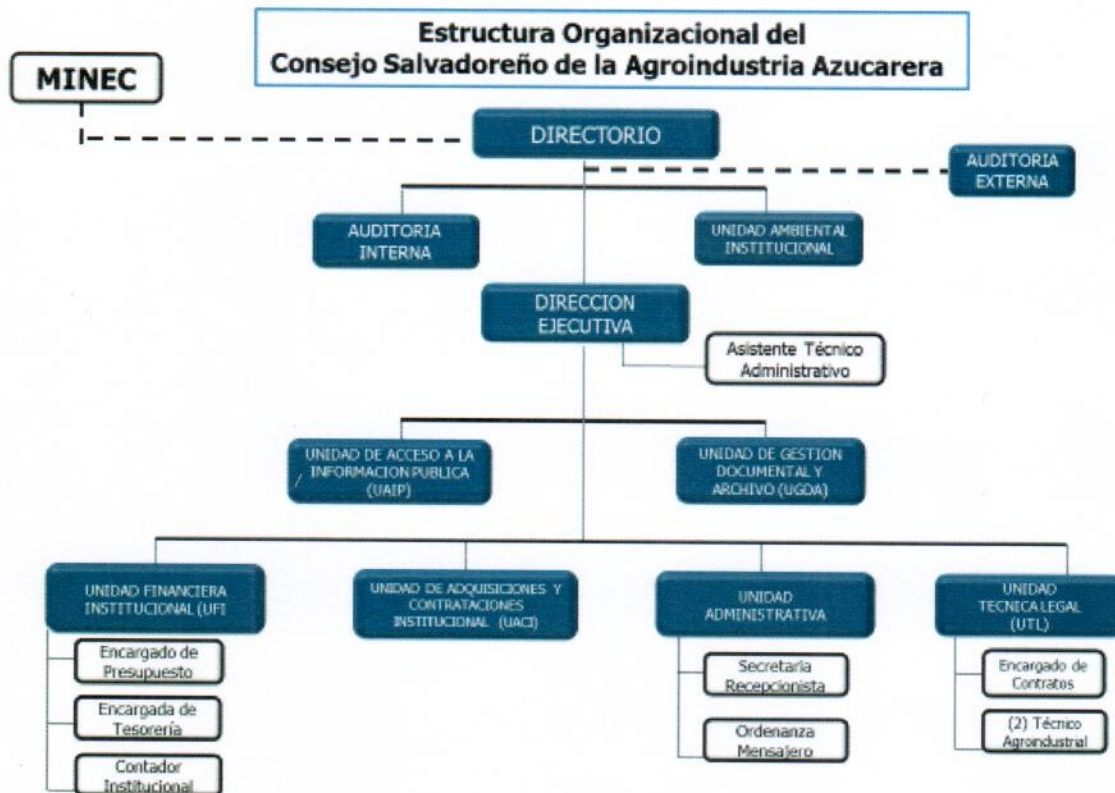 Estructura Organizacional del
Consejo Salvadoreño de la Agroindustria Azucarera
MINEC
DIRECTORIO
AUDITORIA
EXTERNA
AUDITORIA
INTERNA
UNIDAD AMBIENTAL
INSTITUCIONAL
DIRECCION
EJECUTIVA
Asistente Técnico
Administrativo
UNIDAD DE ACCESO A LA
INFORMACION PUBLICA
(UAIP)
UNIDAD DE GESTION
DOCUMENTAL Y
ARCHIVO (UGDA)
UNIDAD FINANCIERA
INSTITUCIONAL (UFI
Encargado de
Presupuesto
Encargada de
Tesorería
Contador
Institucional
UNIDAD DE ADQUISICIONES Y
CONTRATACIONES
INSTITUCIONAL (UACI)
UNIDAD
ADMINISTRATIVA
Secretaria
Recepcionista
Ordenanza
Mensajero
UNIDAD
TECNICA LEGAL
(UTL)
Encargado de
Contratos
(2) Técnico
Agroindustrial